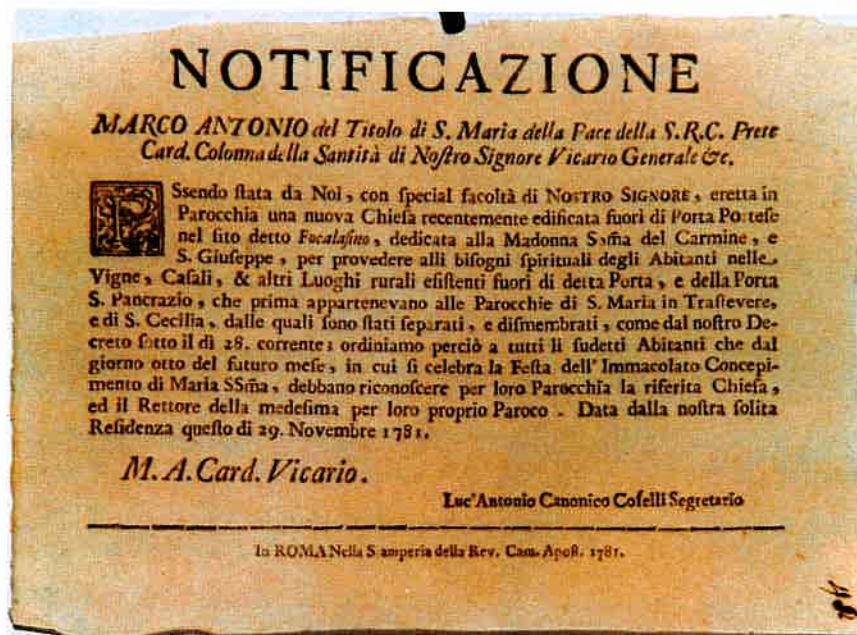 NOTIFICAZIONE
MARCO ANTONIO del Titolo di S. Maria della Pace della S.R.C. Prete
Card. Colonna della Santità di Noſtro Signore Vicario Generale &c.
ESsendo ſtata da Noi, con ſpecial facoltà di NOSTRO SIGNORE, eretta in
Parocchia una nuova Chieſa recentemente edificata fuori di Porta Porteſe
nel ſito detto Focalaſino, dedicata alla Madonna Sſma del Carmine, e
S. Giuſeppe, per provedere alli biſogni ſpirituali degli Abitanti nelle
Vigne, Caſali, & altri Luoghi rurali eſiſtenti fuori di detta Porta, e della Porta
S. Pancrazio, che prima appartenevano alle Parocchie di S. Maria in Traſtevere,
e di S. Cecilia, dalle quali ſono ſtati ſeparati, e diſmembrati, come dal noſtro De-
creto ſotto il dì 28. corrente; ordiniamo perciò a tutti li ſudetti Abitanti che dal
giorno otto del futuro meſe, in cui ſi celebra la Feſta dell' Immacolato Concepi-
mento di Maria SSma, debbano riconoſcere per loro Parocchia la riferita Chieſa,
ed il Rettore della medeſima per loro proprio Paroco. Data dalla noſtra ſolita
Reſidenza queſto dì 29. Novembre 1781.
M. A. Card. Vicario.
Luc' Antonio Canonico Coſelli Segretario
In ROMA Nella Stamperia della Rev. Cam. Apoſt. 1781.